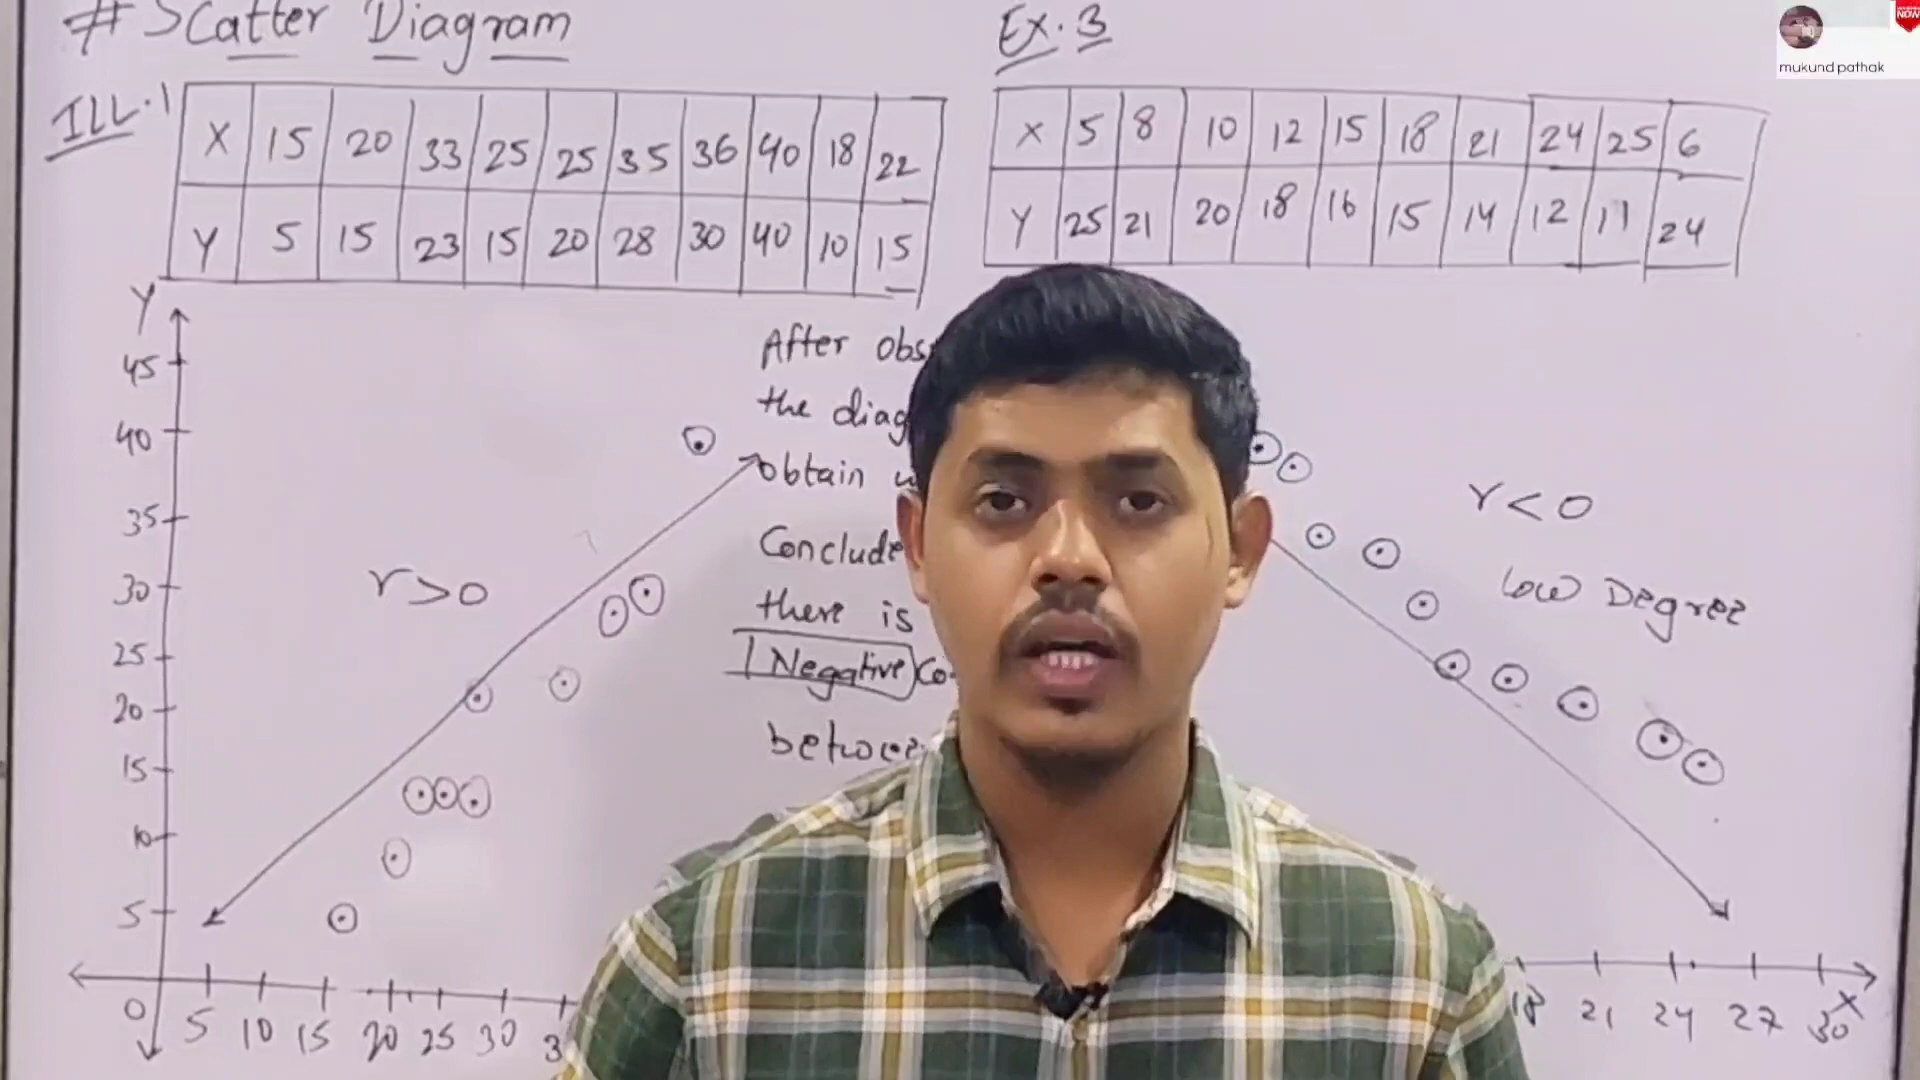 # Scatter Diagram
ILL.1
X 15 20 33 25 25 35 36 40 18 22
Y 5 15 23 15 20 28 30 40 10 15
Ex.3
X 5 8 10 12 15 18 21 24 25 6
Y 25 21 20 18 16 15 14 12 11 24
NOW
mukund pathak
Y
45
40
35
30
25
20
15
10
5
0
5 10 15 20 25 30 3
r>0
After obs
the diag
obtain
Conclude
there is
Negative Co
betwee
r<0
Low Degree
18 21 24 27 30
X